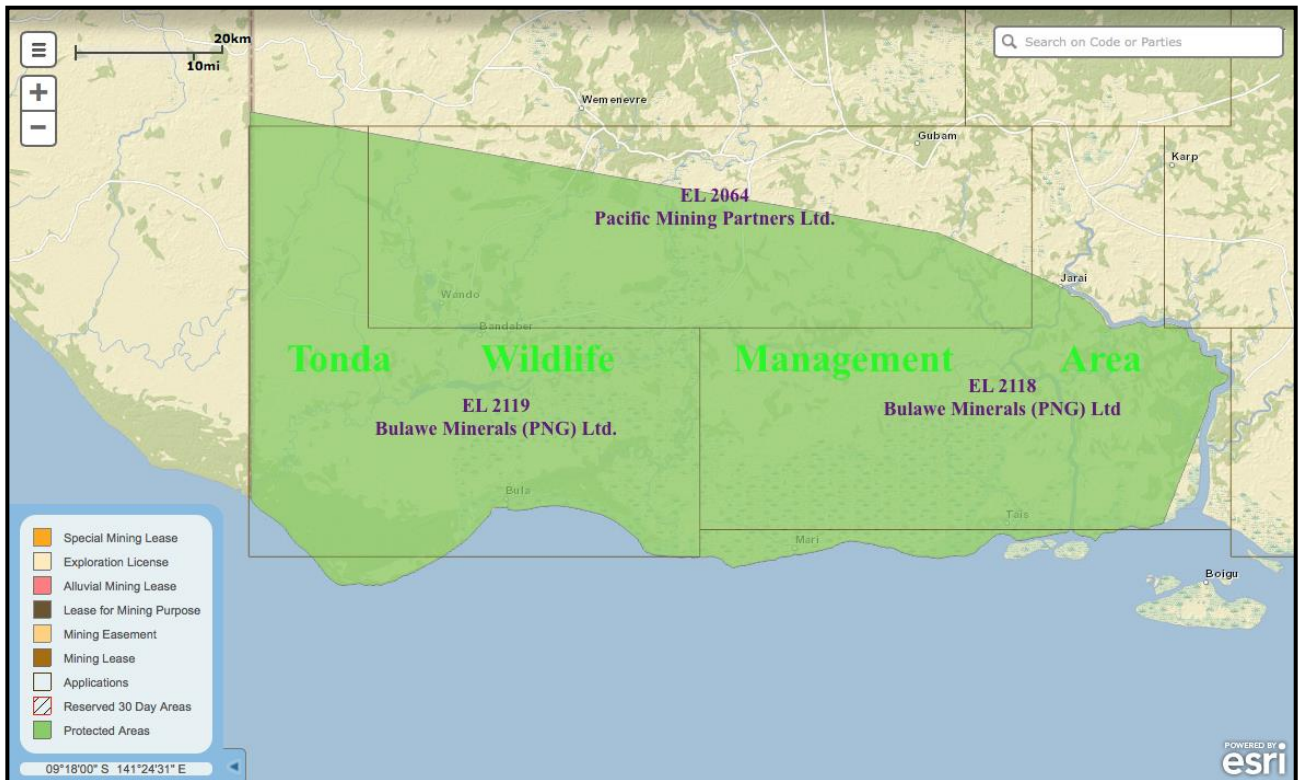 20km
10mi
Search on Code or Parties
Wemenevre
Gubam
Karp
EL 2064
Pacific Mining Partners Ltd.
Jarai
Wando
Bandaber
Tonda Wildlife Management Area
EL 2119
Bulawe Minerals (PNG) Ltd.
EL 2118
Bulawe Minerals (PNG) Ltd
Bula
Tais
Mari
Boigu
Special Mining Lease
Exploration License
Alluvial Mining Lease
Lease for Mining Purpose
Mining Easement
Mining Lease
Applications
Reserved 30 Day Areas
Protected Areas
09°18'00" S 141°24'31" E
POWERED BY
esri